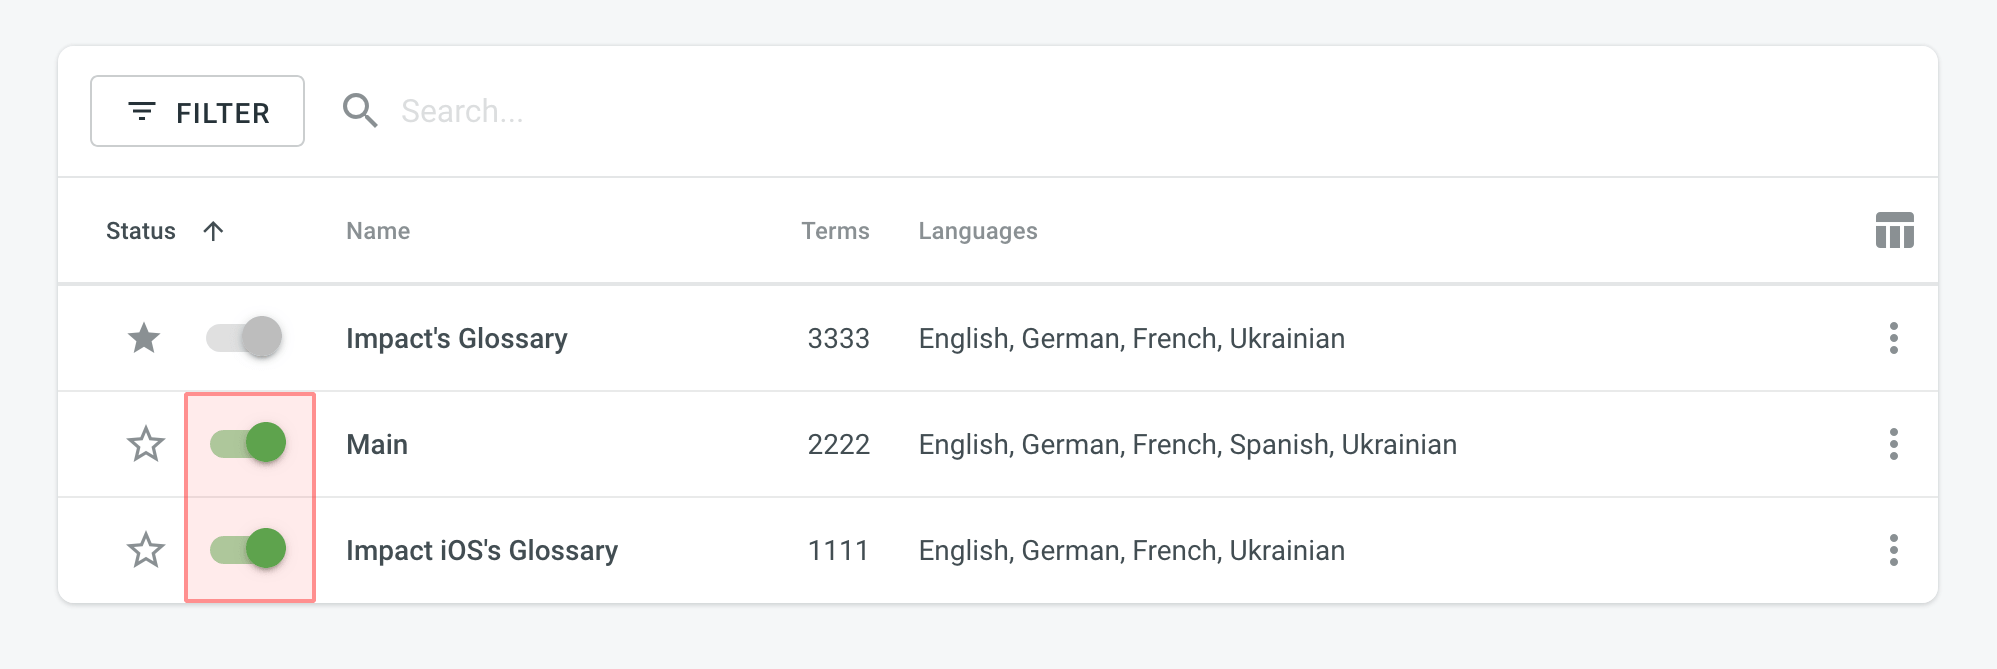 FILTER Search...
Status Name Terms Languages
Impact's Glossary 3333 English, German, French, Ukrainian
Main 2222 English, German, French, Spanish, Ukrainian
Impact iOS's Glossary 1111 English, German, French, Ukrainian